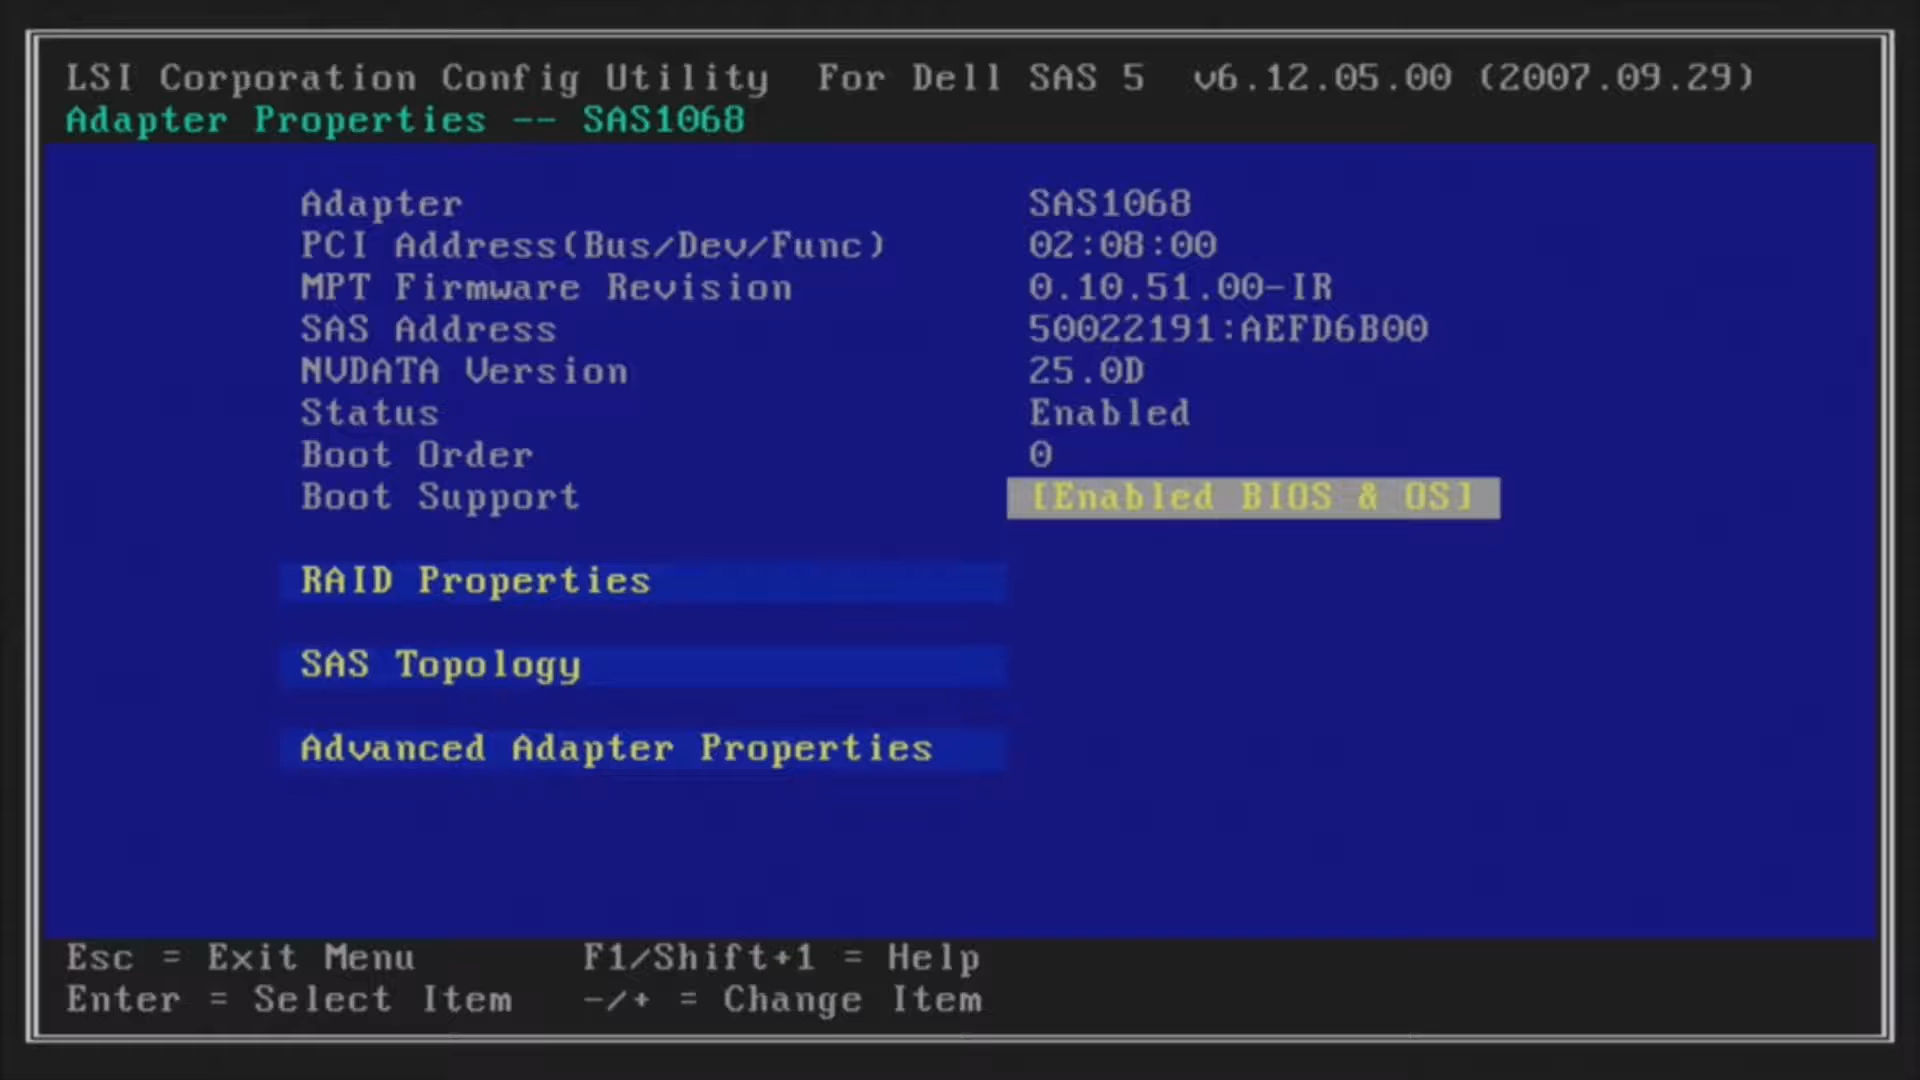 LSI Corporation Config Utility For Dell SAS 5 v6.12.05.00 (2007.09.29)
Adapter Properties -- SAS1068
Adapter SAS1068
PCI Address(Bus/Dev/Func) 02:08:00
MPT Firmware Revision 0.10.51.00-IR
SAS Address 50022191:AEFD6B00
NVDATA Version 25.0D
Status Enabled
Boot Order 0
Boot Support [Enabled BIOS & OS]
RAID Properties
SAS Topology
Advanced Adapter Properties
Esc = Exit Menu F1/Shift+1 = Help
Enter = Select Item -/+ = Change Item